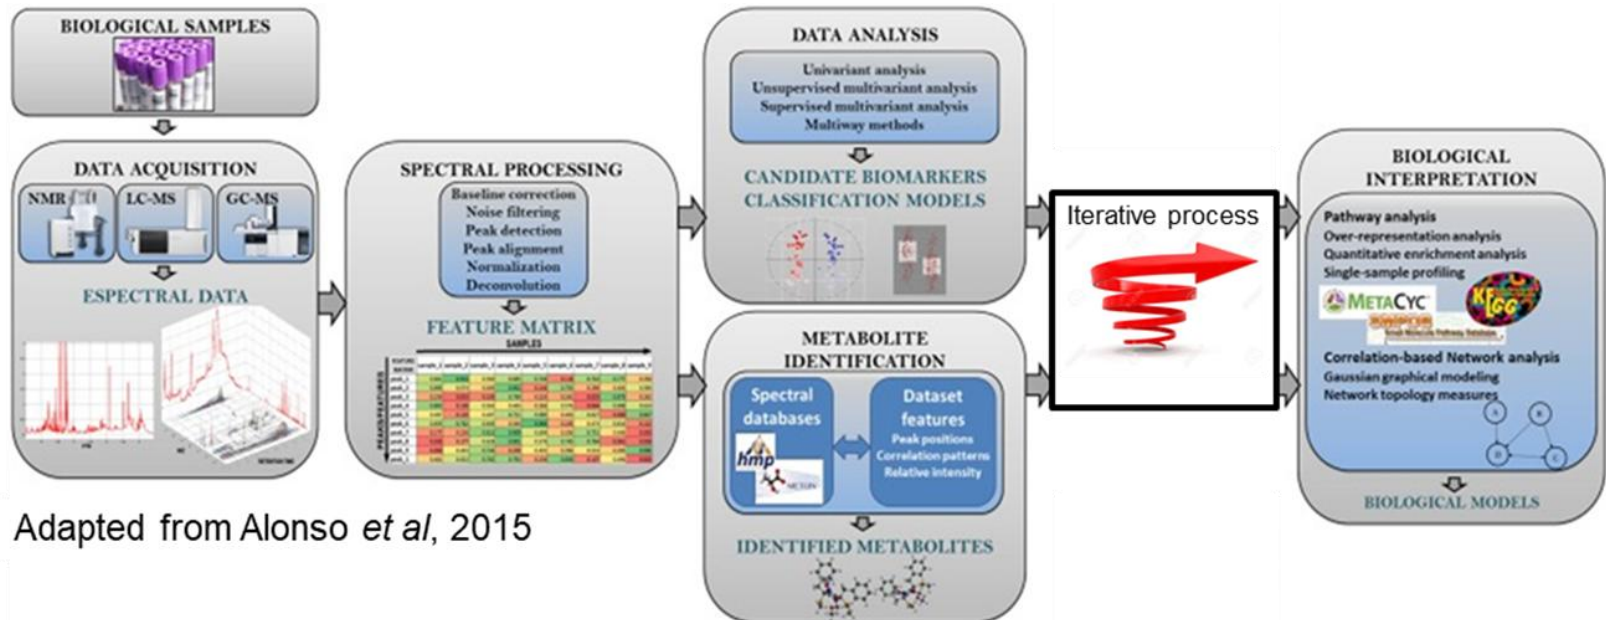 BIOLOGICAL SAMPLES
DATA ACQUISITION
NMR
LC-MS
GC-MS
ESPECTRAL DATA
SPECTRAL PROCESSING
Baseline correction
Noise filtering
Peak detection
Peak alignment
Normalization
Deconvolution
FEATURE MATRIX
SAMPLES
PEAKS/FEATURES
DATA ANALYSIS
Univariant analysis
Unsupervised multivariant analysis
Supervised multivariant analysis
Multiway methods
CANDIDATE BIOMARKERS
CLASSIFICATION MODELS
METABOLITE
IDENTIFICATION
Spectral
databases
hmp
Dataset
features
Peak positions
Correlation patterns
Relative intensity
IDENTIFIED METABOLITES
Iterative process
BIOLOGICAL
INTERPRETATION
Pathway analysis
Over-representation analysis
Quantitative enrichment analysis
Single-sample profiling
METACYC
KEGG
Correlation-based Network analysis
Gaussian graphical modeling
Network topology measures
BIOLOGICAL MODELS
Adapted from Alonso et al, 2015